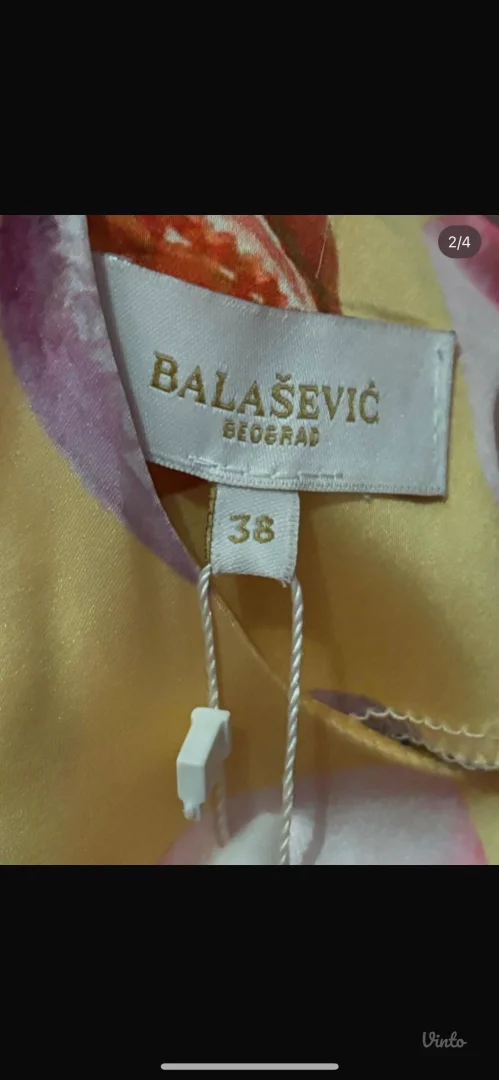 2/4
BALAŠEVIĆ
BEOGRAD
38
Vinto